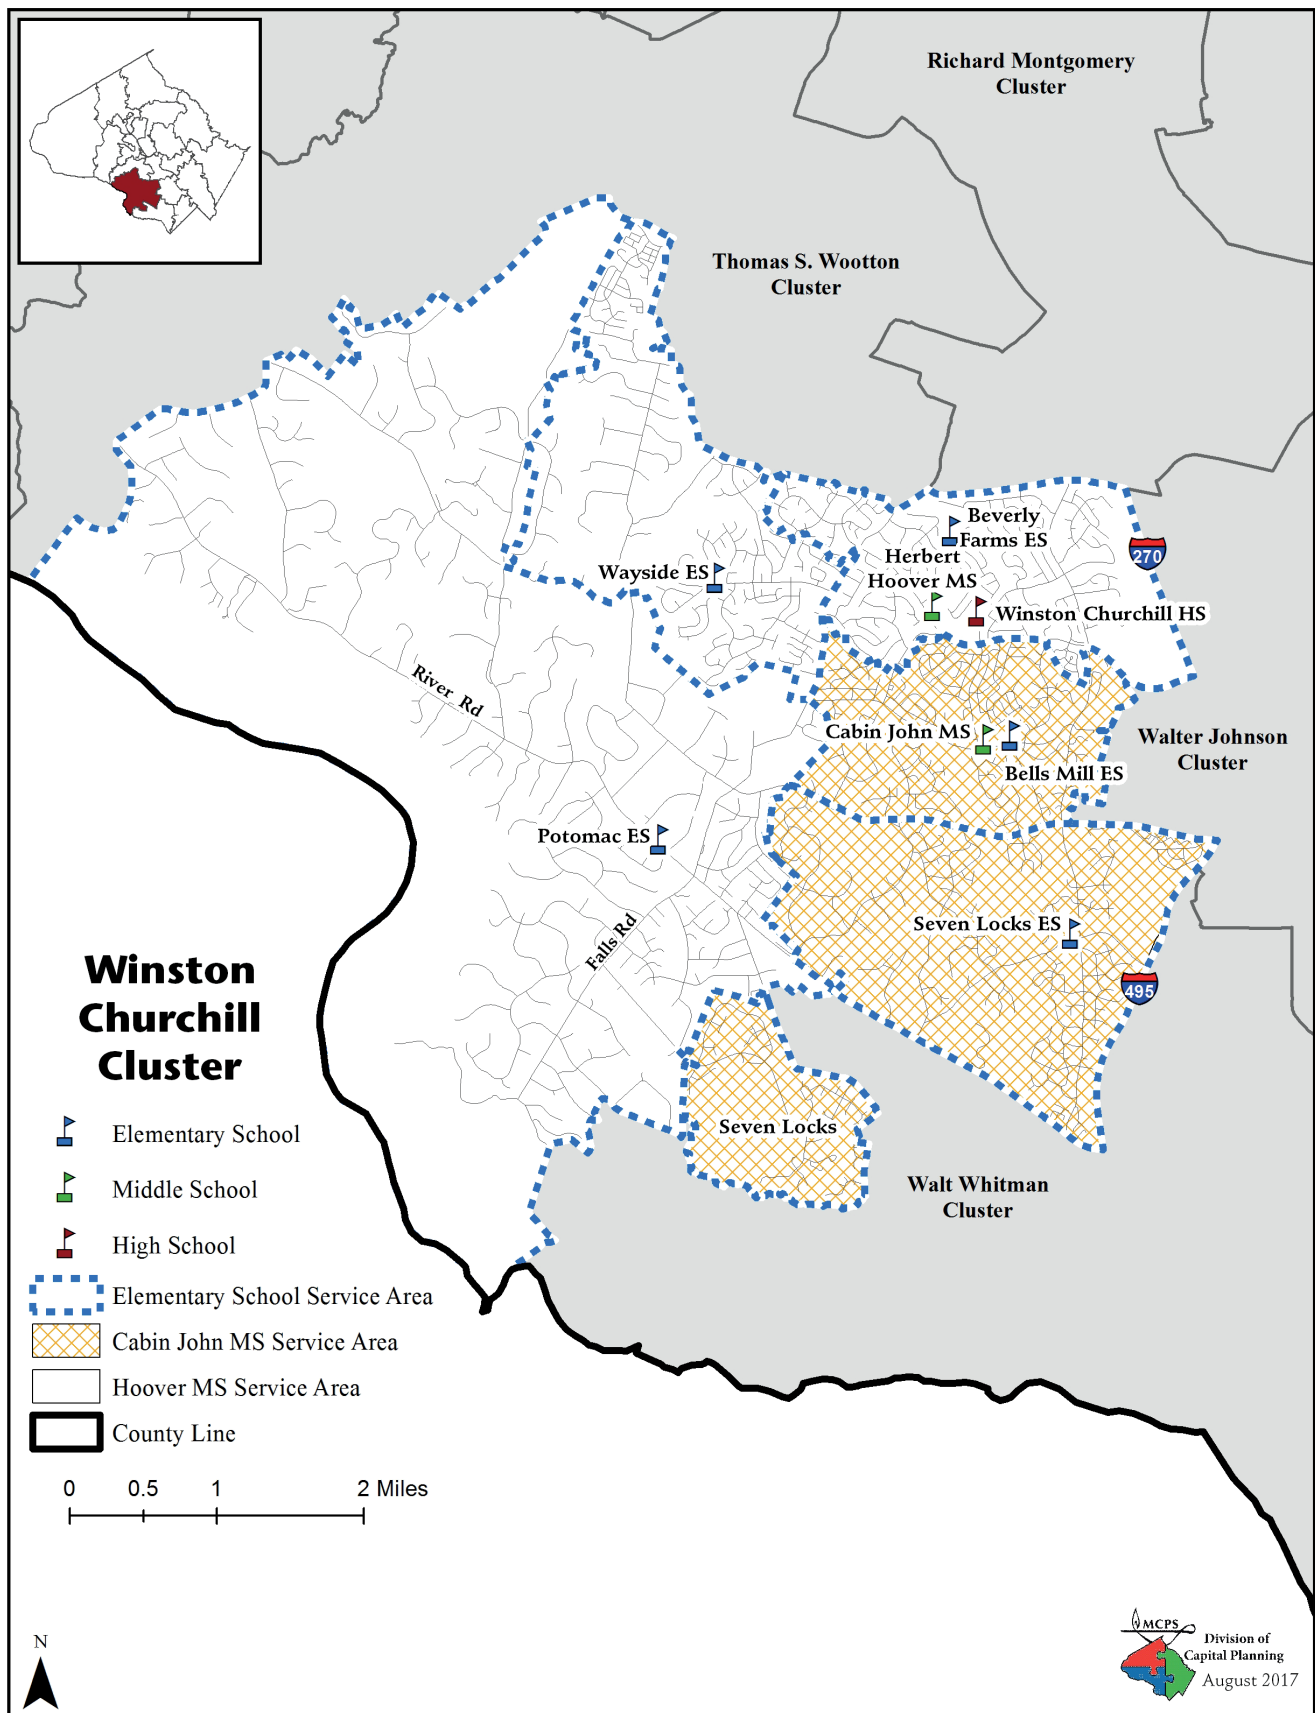 Richard Montgomery
Cluster
Thomas S. Wootton
Cluster
Beverly
Farms ES
270
Herbert
Hoover MS
Wayside ES
Winston Churchill HS
River Rd
Cabin John MS
Walter Johnson
Cluster
Bells Mill ES
Potomac ES
Falls Rd
Seven Locks ES
495
Winston
Churchill
Cluster
Seven Locks
Walt Whitman
Cluster
Elementary School
Middle School
High School
Elementary School Service Area
Cabin John MS Service Area
Hoover MS Service Area
County Line
0 0.5 1 2 Miles
N
MCPS
Division of
Capital Planning
August 2017